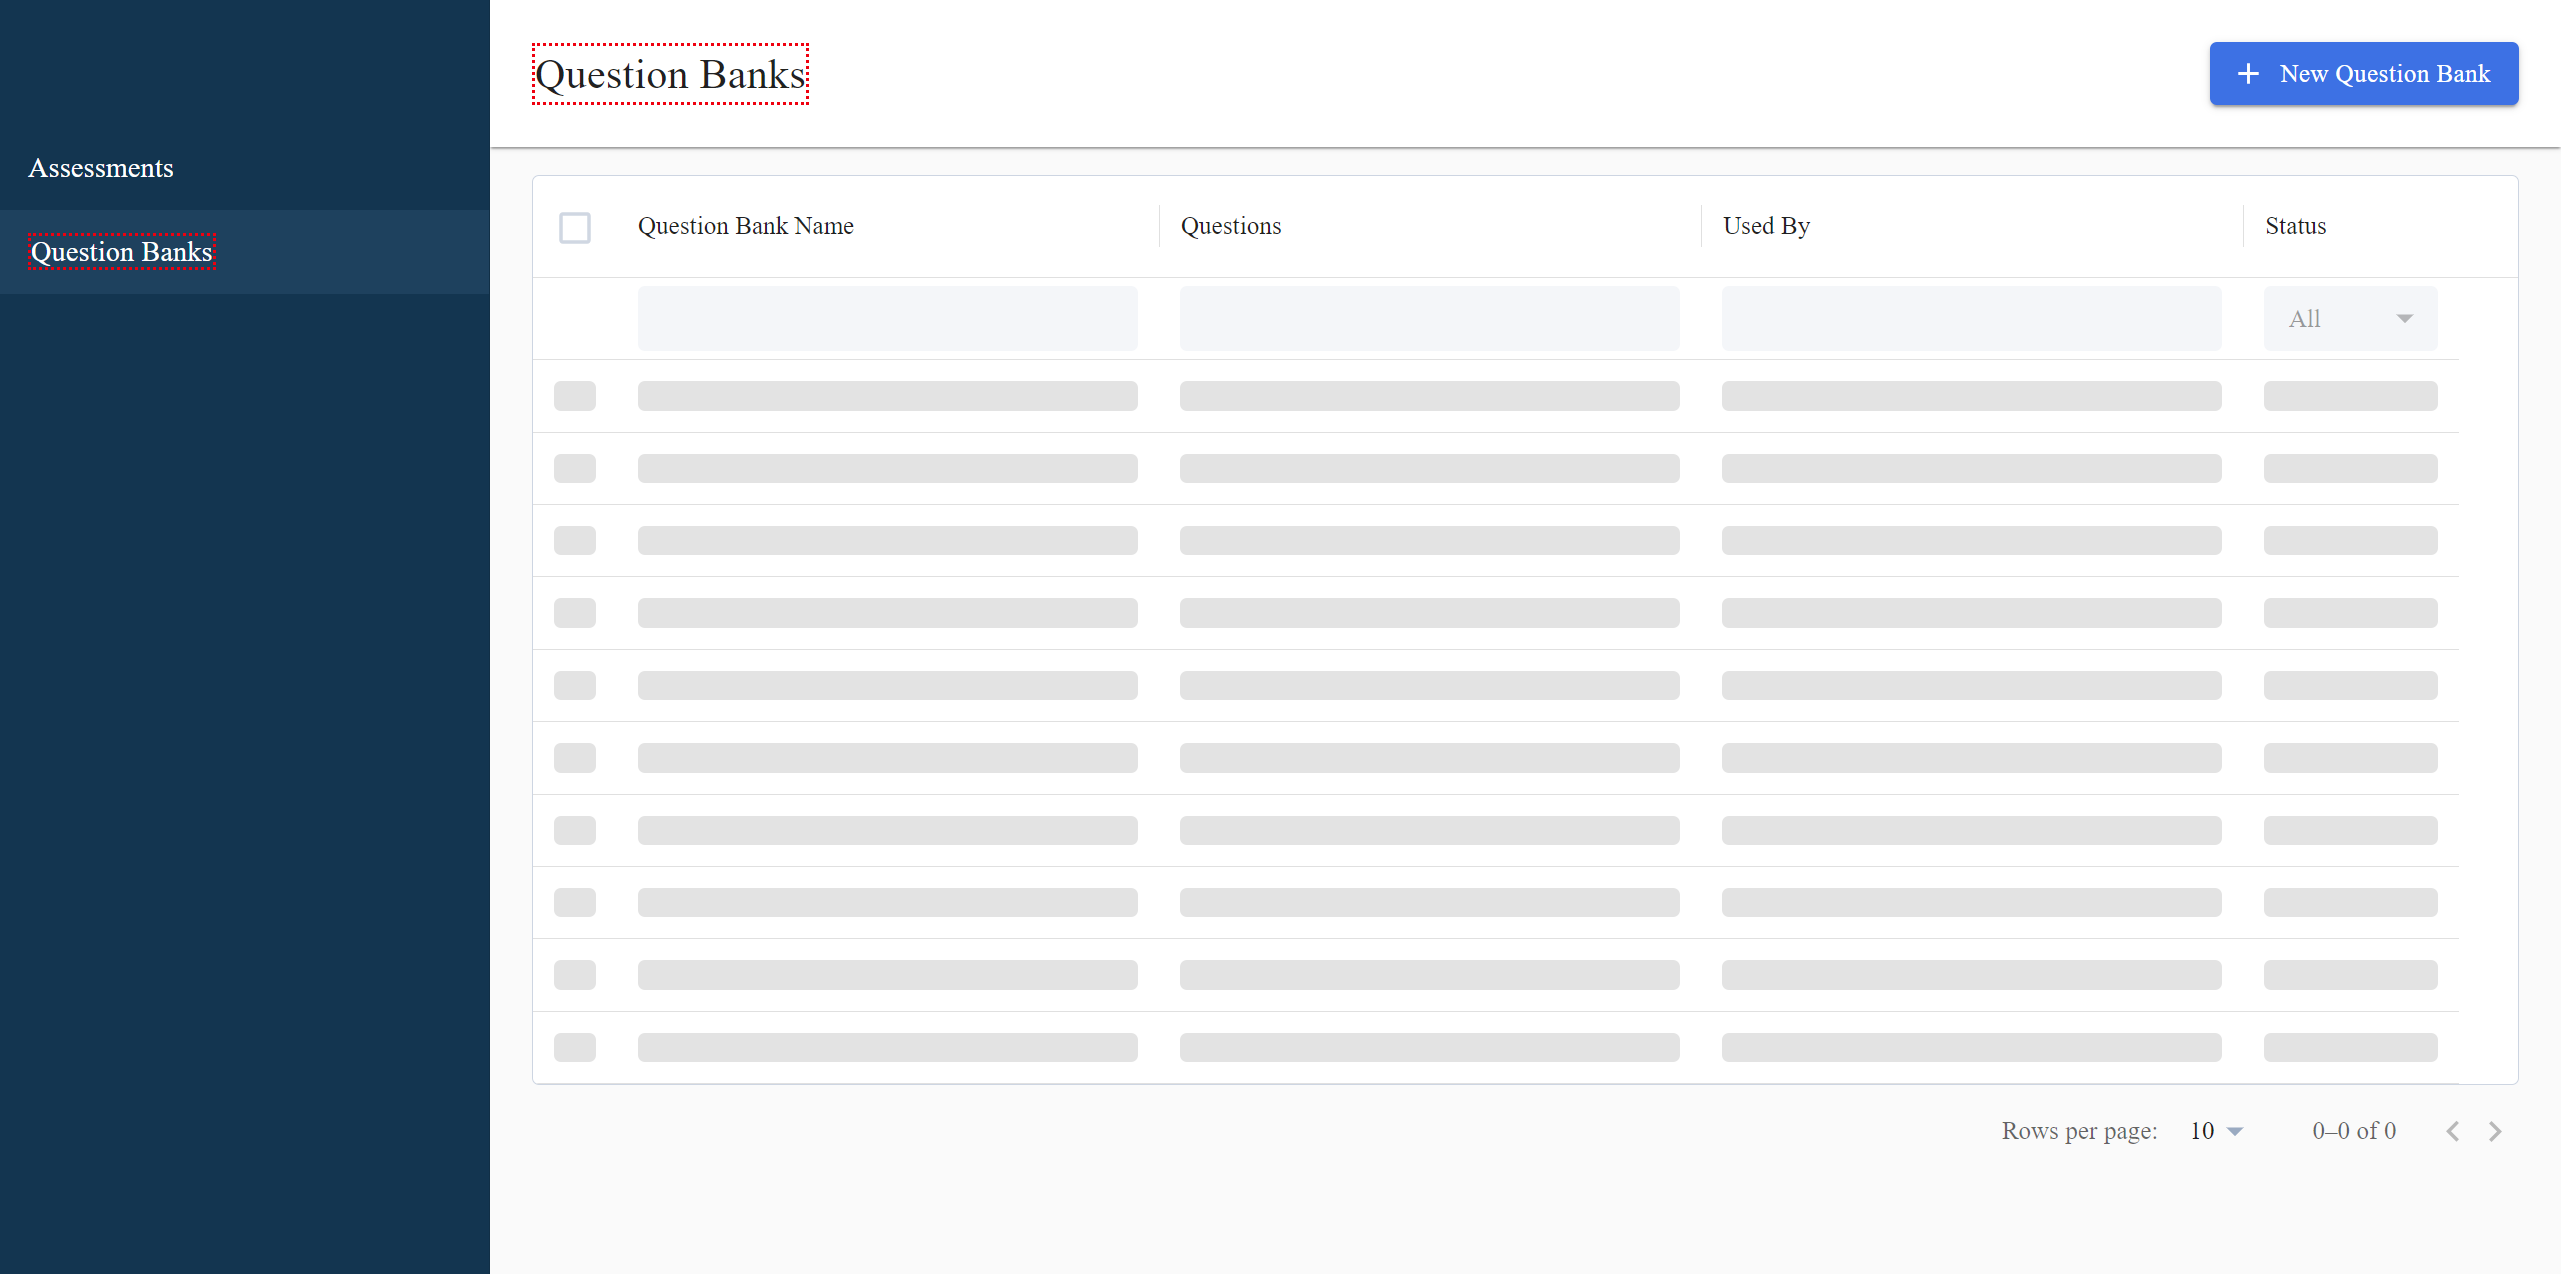 Question Banks
New Question Bank
Assessments
Question Banks
Question Bank Name
Questions
Used By
Status
All
Rows per page: 10 0–0 of 0